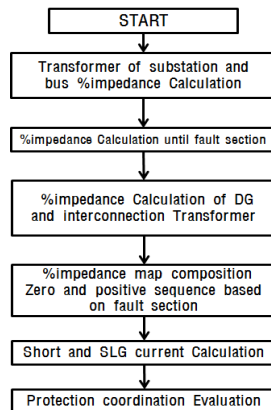 START
Transformer of substation and
bus %impedance Calculation
%impedance Calculation until fault section
%impedance Calculation of DG
and interconnection Transformer
%impedance map composition
Zero and positive sequence based
on fault section
Short and SLG current Calculation
Protection coordination Evaluation